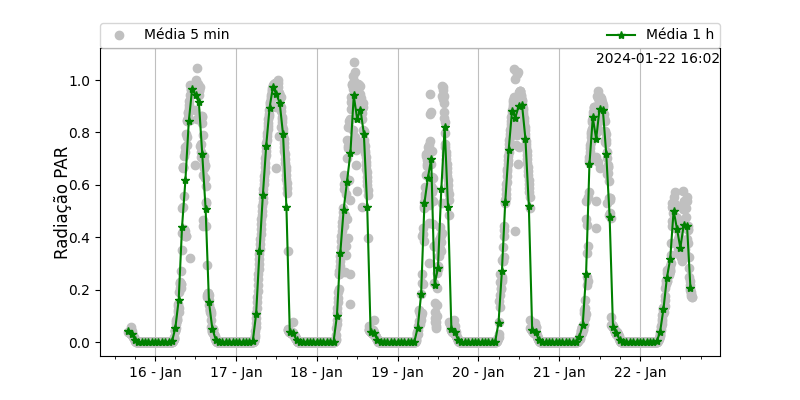 Média 5 min
Média 1 h
2024-01-22 16:02
Radiação PAR
1.0
0.8
0.6
0.4
0.2
0.0
16 - Jan
17 - Jan
18 - Jan
19 - Jan
20 - Jan
21 - Jan
22 - Jan